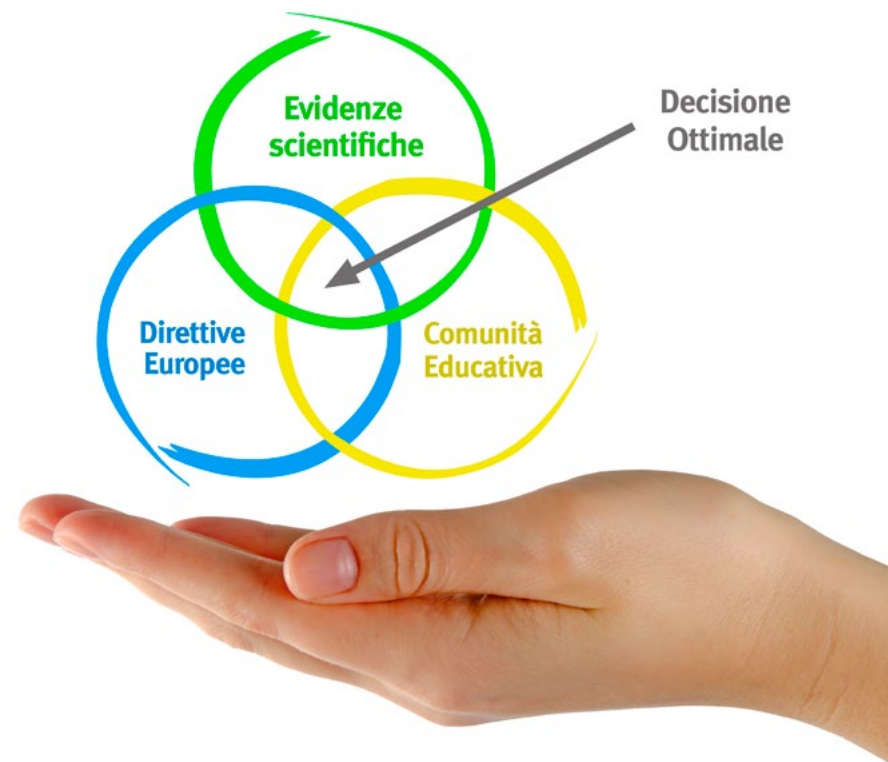 Evidenze
scientifiche
Decisione
Ottimale
Direttive
Europee
Comunità
Educativa